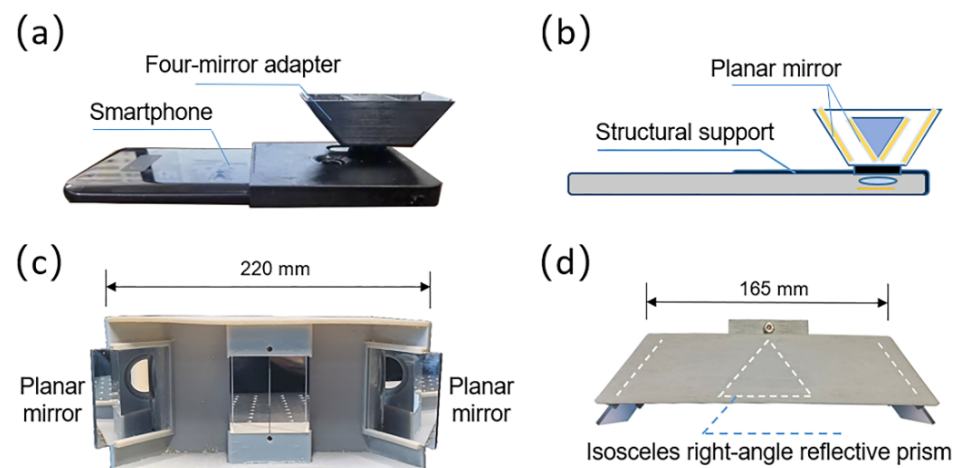 (a)
Four-mirror adapter
Smartphone
(b)
Planar mirror
Structural support
(c)
220 mm
Planar
mirror
Planar
mirror
(d)
165 mm
Isosceles right-angle reflective prism